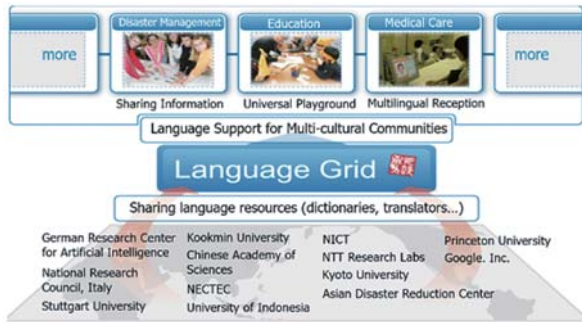 Disaster Management Education Medical Care
more more
Sharing Information Universal Playground Multilingual Reception
Language Support for Multi-cultural Communities
Language Grid
Sharing language resources (dictionaries, translators...)
German Research Center
for Artificial Intelligence
National Research
Council, Italy
Stuttgart University
Kookmin University
Chinese Academy of
Sciences
NECTEC
University of Indonesia
NICT
NTT Research Labs
Kyoto University
Asian Disaster Reduction Center
Princeton University
Google. Inc.